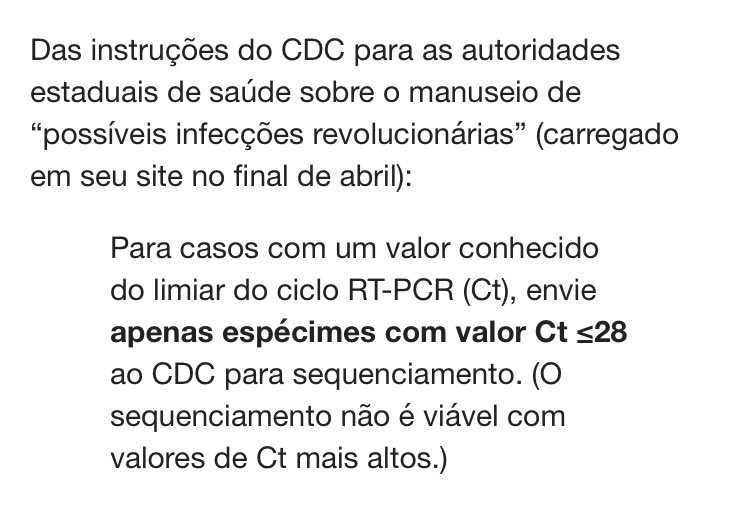 Das instruções do CDC para as autoridades
estaduais de saúde sobre o manuseio de
“possíveis infecções revolucionárias” (carregado
em seu site no final de abril):
Para casos com um valor conhecido
do limiar do ciclo RT-PCR (Ct), envie
apenas espécimes com valor Ct ≤28
ao CDC para sequenciamento. (O
sequenciamento não é viável com
valores de Ct mais altos.)